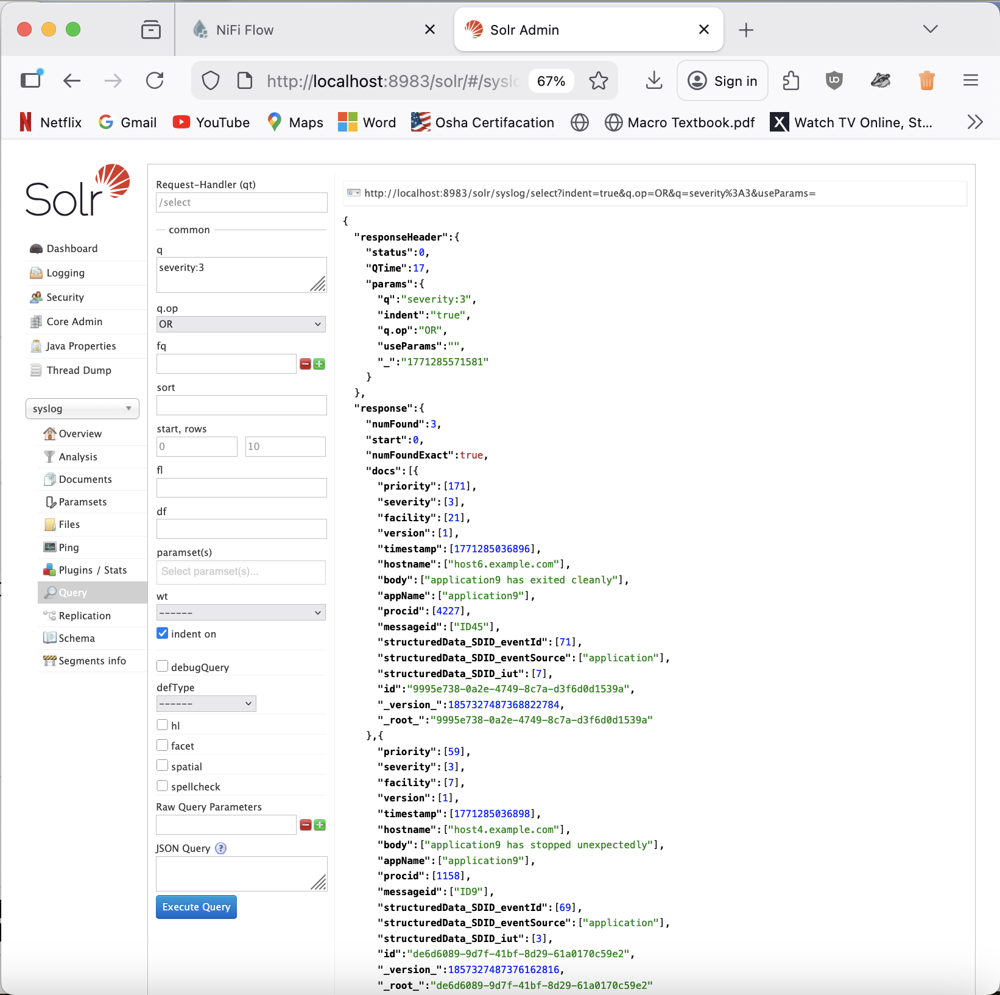 NiFi Flow
Solr Admin
http://localhost:8983/solr/#/syslo
67%
Sign in
Netflix
Gmail
YouTube
Maps
Word
Osha Certifacation
Macro Textbook.pdf
Watch TV Online, St...
Solr
Dashboard
Logging
Security
Core Admin
Java Properties
Thread Dump
syslog
Overview
Analysis
Documents
Paramsets
Files
Ping
Plugins / Stats
Query
Replication
Schema
Segments info
Request-Handler (qt)
/select
common
q
severity:3
q.op
OR
fq
sort
start, rows
0
10
fl
df
paramset(s)
Select paramset(s)...
wt
------
indent on
debugQuery
defType
------
hl
facet
spatial
spellcheck
Raw Query Parameters
JSON Query ?
Execute Query
http://localhost:8983/solr/syslog/select?indent=true&q.op=OR&q=severity%3A3&useParams=
{
"responseHeader":{
"status":0,
"QTime":17,
"params":{
"q":"severity:3",
"indent":"true",
"q.op":"OR",
"useParams":"",
"_":"1771285571581"
}
},
"response":{
"numFound":3,
"start":0,
"numFoundExact":true,
"docs":[{
"priority":[171],
"severity":[3],
"facility":[21],
"version":[1],
"timestamp":[1771285036896],
"hostname":["host6.example.com"],
"body":["application9 has exited cleanly"],
"appName":["application9"],
"procid":[4227],
"messageid":["ID45"],
"structuredData_SDID_eventId":[71],
"structuredData_SDID_eventSource":["application"],
"structuredData_SDID_iut":[7],
"id":"9995e738-0a2e-4749-8c7a-d3f6d0d1539a",
"_version_":1857327487368822784,
"_root_":"9995e738-0a2e-4749-8c7a-d3f6d0d1539a"
},{
"priority":[59],
"severity":[3],
"facility":[7],
"version":[1],
"timestamp":[1771285036898],
"hostname":["host4.example.com"],
"body":["application9 has stopped unexpectedly"],
"appName":["application9"],
"procid":[1158],
"messageid":["ID9"],
"structuredData_SDID_eventId":[69],
"structuredData_SDID_eventSource":["application"],
"structuredData_SDID_iut":[3],
"id":"de6d6089-9d7f-41bf-8d29-61a0170c59e2",
"_version_":1857327487376162816,
"_root_":"de6d6089-9d7f-41bf-8d29-61a0170c59e2"